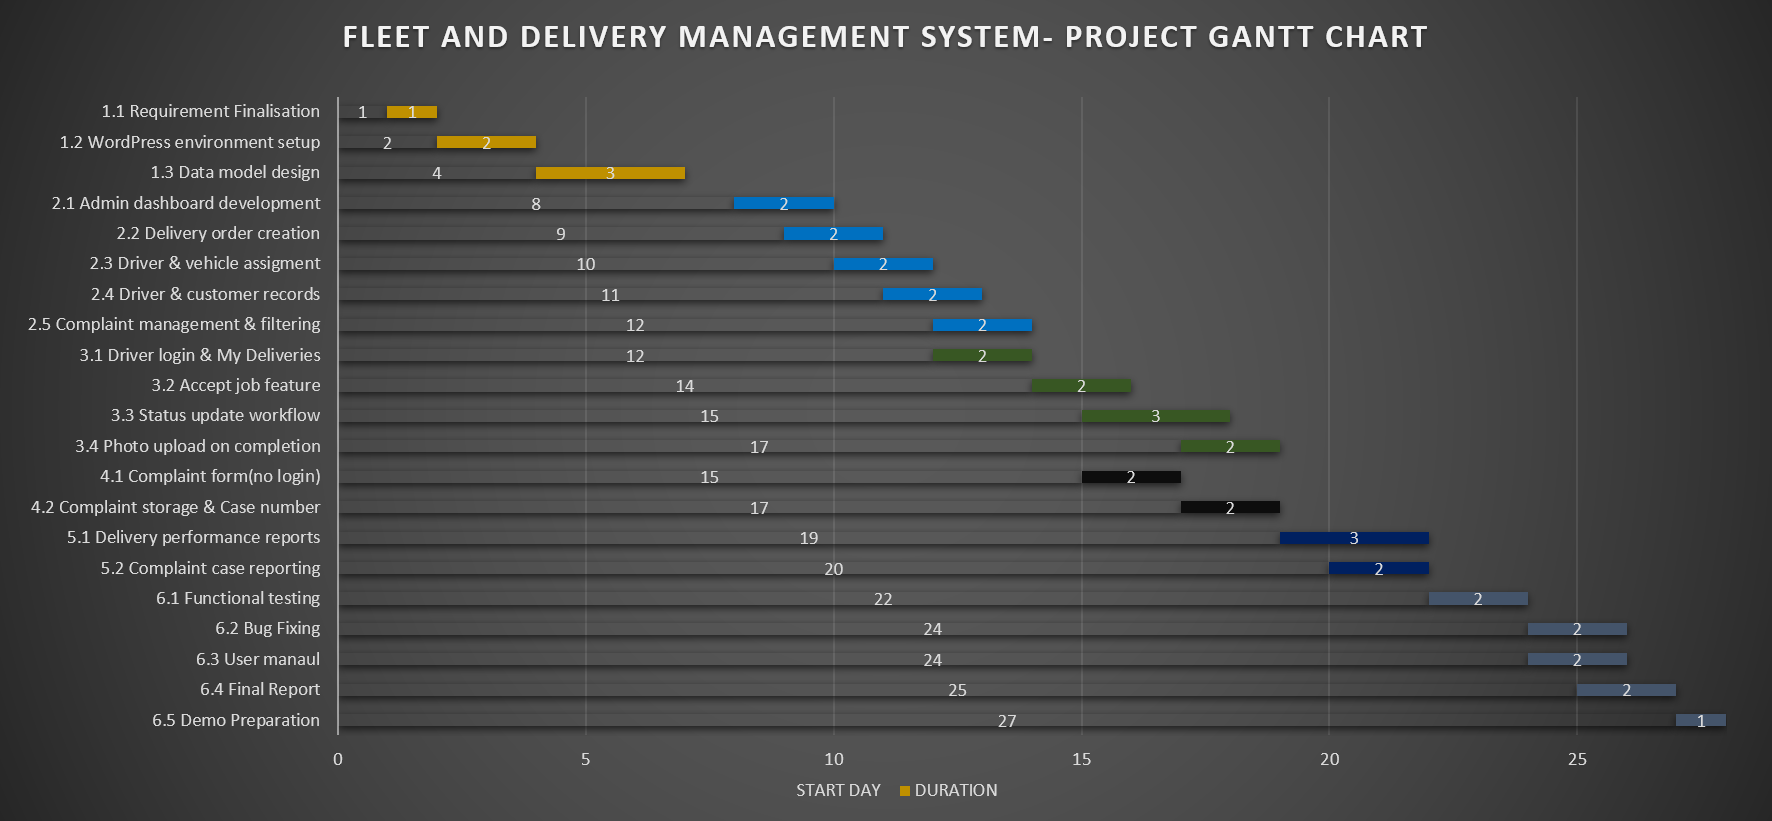 FLEET AND DELIVERY MANAGEMENT SYSTEM- PROJECT GANTT CHART
1.1 Requirement Finalisation 1 1
1.2 WordPress environment setup 2 2
1.3 Data model design 4 3
2.1 Admin dashboard development 8 2
2.2 Delivery order creation 9 2
2.3 Driver & vehicle assigment 10 2
2.4 Driver & customer records 11 2
2.5 Complaint management & filtering 12 2
3.1 Driver login & My Deliveries 12 2
3.2 Accept job feature 14 2
3.3 Status update workflow 15 3
3.4 Photo upload on completion 17 2
4.1 Complaint form(no login) 15 2
4.2 Complaint storage & Case number 17 2
5.1 Delivery performance reports 19 3
5.2 Complaint case reporting 20 2
6.1 Functional testing 22 2
6.2 Bug Fixing 24 2
6.3 User manaul 24 2
6.4 Final Report 25 2
6.5 Demo Preparation 27 1
0 5 10 15 20 25
START DAY DURATION